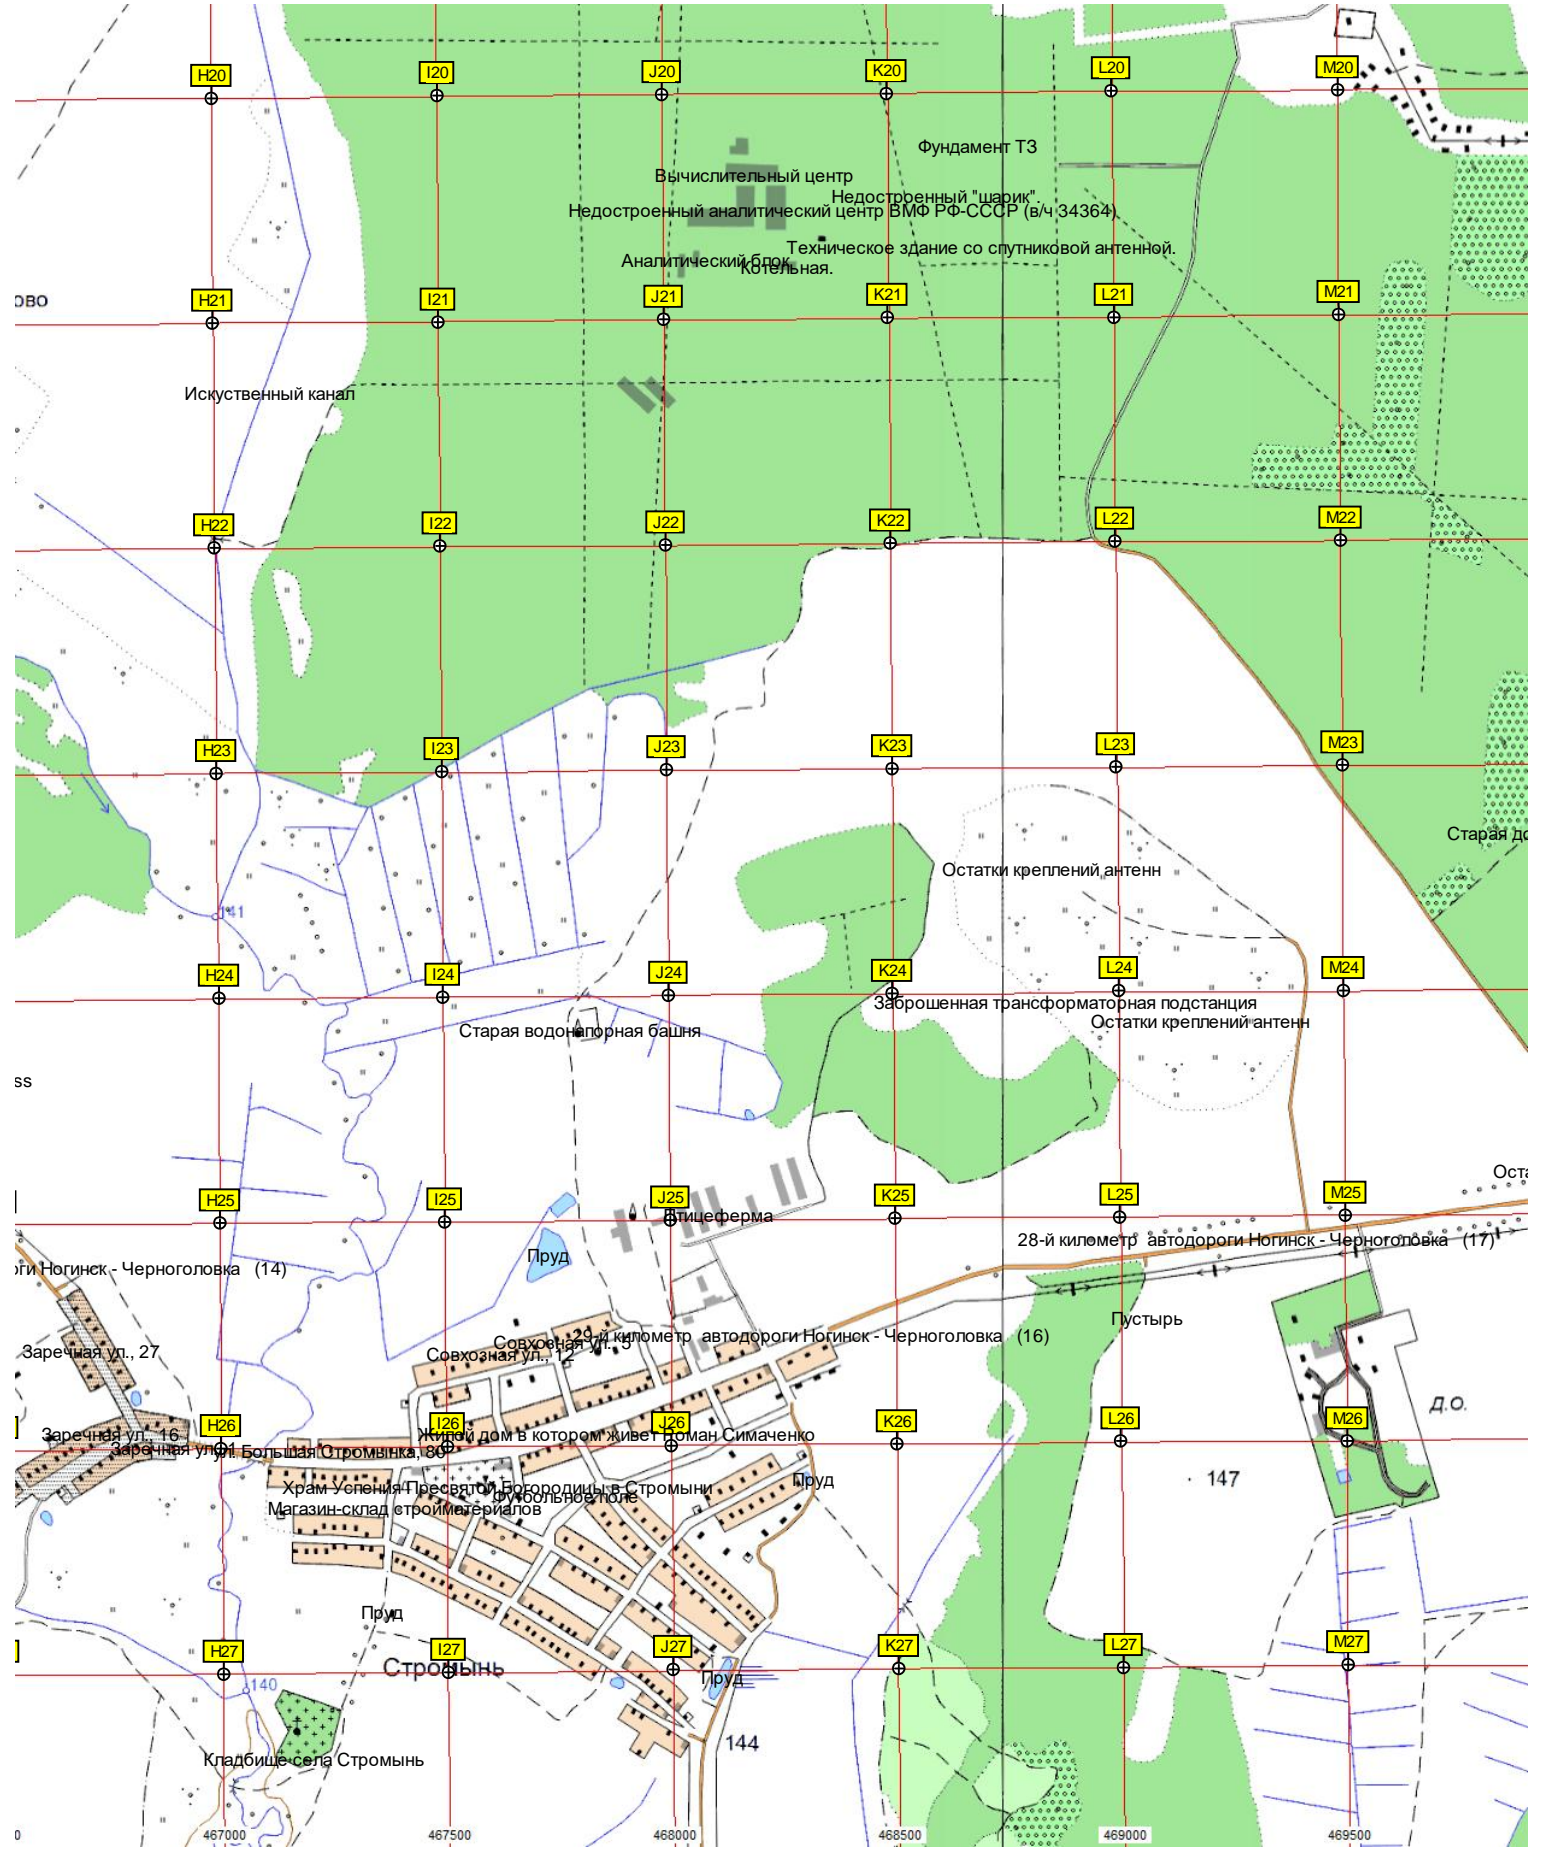 H20 I20 J20 K20 L20 M20
Фундамент ТЗ
Вычислительный центр
Недостроенный "шарик".
Недостроенный аналитический центр ВМФ РФ-СССР (в/ч 34364)
Техническое здание со спутниковой антенной.
Аналитический блок
Котельная.
H21 I21 J21 K21 L21 M21
ово
Искуственный канал
H22 I22 J22 K22 L22 M22
H23 I23 J23 K23 L23 M23
Старая до
Остатки креплений антенн
141
H24 I24 J24 K24 L24 M24
Заброшенная трансформаторная подстанция
Остатки креплений антенн
Старая водонапорная башня
ss
Оста
H25 I25 J25 K25 L25 M25
Птицеферма
28-й километр автодороги Ногинск - Черноголовка (17)
Пруд
оги Ногинск - Черноголовка (14)
Пустырь
29-й километр автодороги Ногинск - Черноголовка (16)
Совхозная ул., 5
Совхозная ул., 12
Заречная ул., 27
Д.О.
H26 I26 J26 K26 L26 M26
Заречная ул., 16
Жилой дом в котором живет Роман Симаченко
Заречная ул., 1
ул. Большая Стромынка, 80
147
Пруд
Храм Успения Пресвятой Богородицы в Стромыни
Футбольное поле
Магазин-склад стройматериалов
Пруд
H27 I27 J27 K27 L27 M27
Стромынь
Пруд
140
144
Кладбище села Стромынь
0 467000 467500 468000 468500 469000 469500